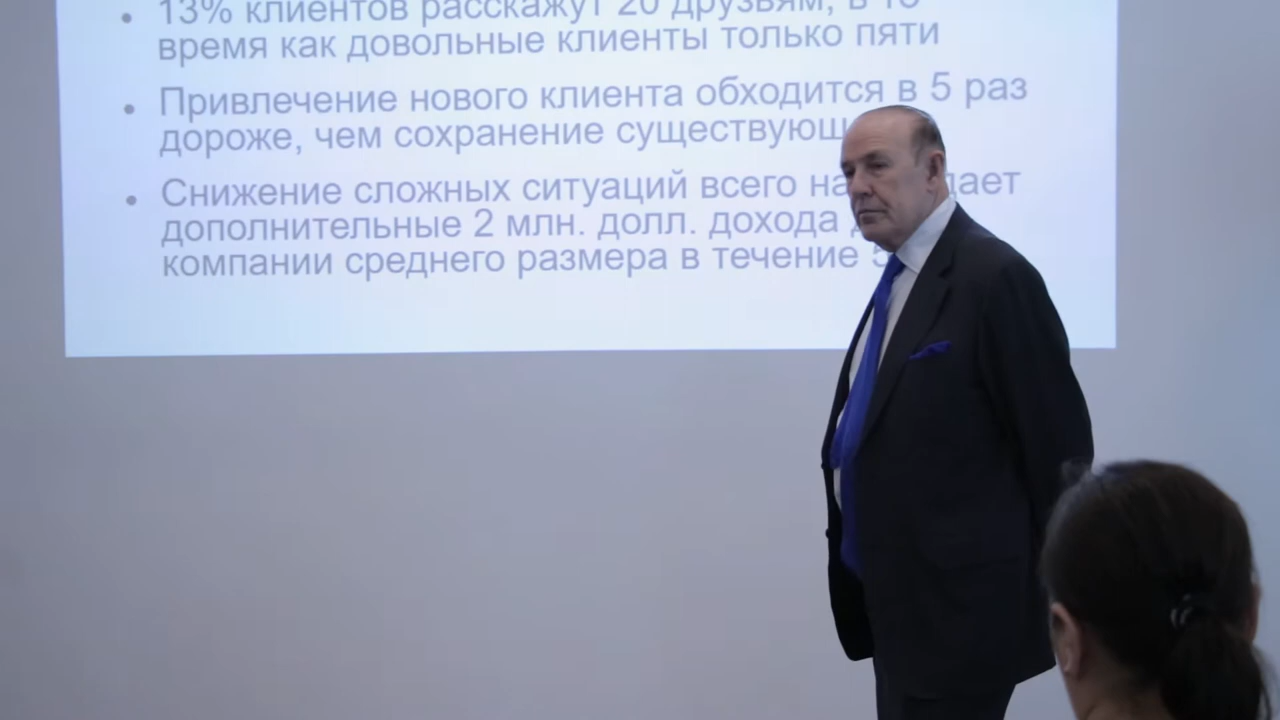 13% клиентов расскажут 20 друзьям, в то
время как довольные клиенты только пяти
Привлечение нового клиента обходится в 5 раз
дороже, чем сохранение
Снижение сложных ситуаций всего
дополнительные 2 млн. долл. дохода
компании среднего размера в течение